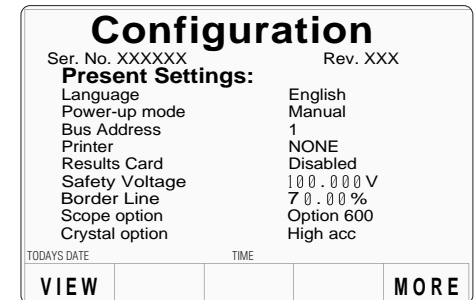 Configuration
Ser. No. XXXXXX Rev. XXX
Present Settings:
Language English
Power-up mode Manual
Bus Address 1
Printer NONE
Results Card Disabled
Safety Voltage 100.000V
Border Line 70.00%
Scope option Option 600
Crystal option High acc
TODAYS DATE TIME
VIEW MORE